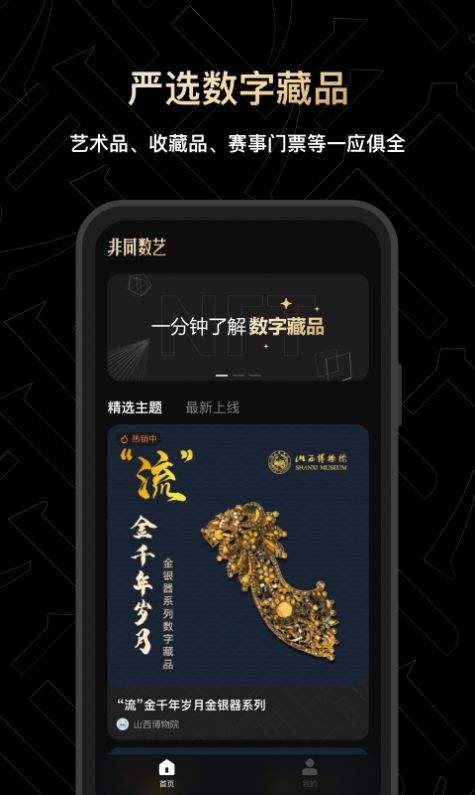 严选数字藏品
艺术品、收藏品、赛事门票等一应俱全
非同数艺
NFT
一分钟了解 数字藏品
精选主题
最新上线
热销中
山西博物院
SHANXI MUSEUM
“流”
金千年岁月
金银器系列数字藏品
“流”金千年岁月金银器系列
山西博物院
首页
我的